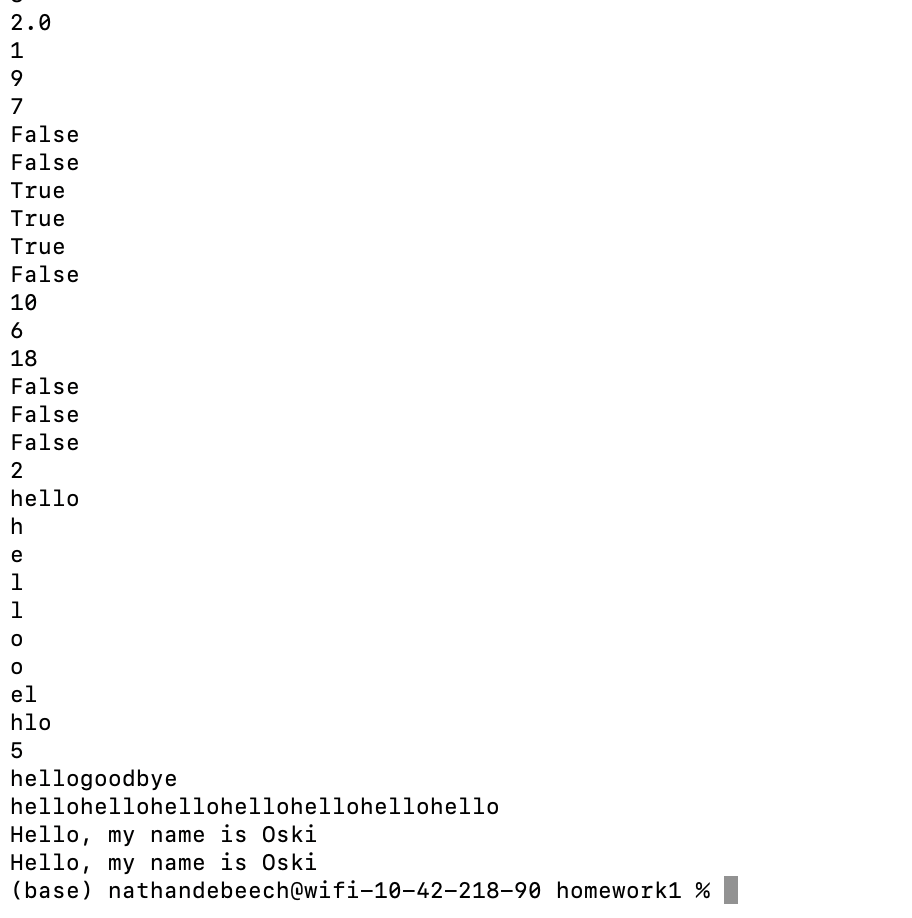 2.0
1
9
7
False
False
True
True
True
False
10
6
18
False
False
False
2
hello
h
e
l
l
o
o
el
hlo
5
hellogoodbye
hellohellohellohellohellohellohello
Hello, my name is Oski
Hello, my name is Oski
(base) nathandebeech@wifi-10-42-218-90 homework1 %